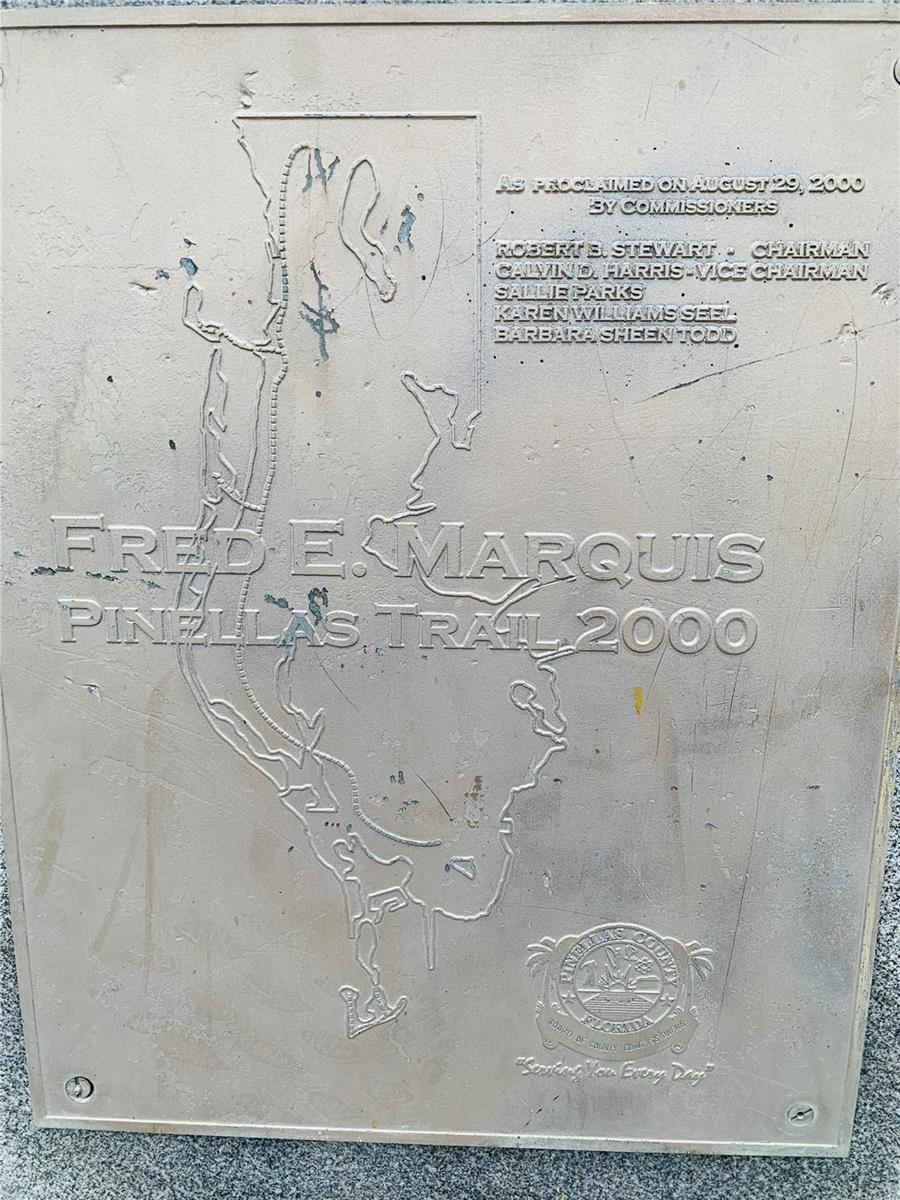 AS PROCLAIMED ON AUGUST 29, 2000
BY COMMISSIONERS
ROBERT B. STEWART - CHAIRMAN
CALVIN D. HARRIS - VICE CHAIRMAN
SALLIE PARKS
KAREN WILLIAMS SEEL
BARBARA SHEEN TODD
FRED E. MARQUIS
PINELLAS TRAIL 2000
PINELLAS COUNTY
FLORIDA
BOARD OF COUNTY COMMISSIONERS
"Serving You Every Day"